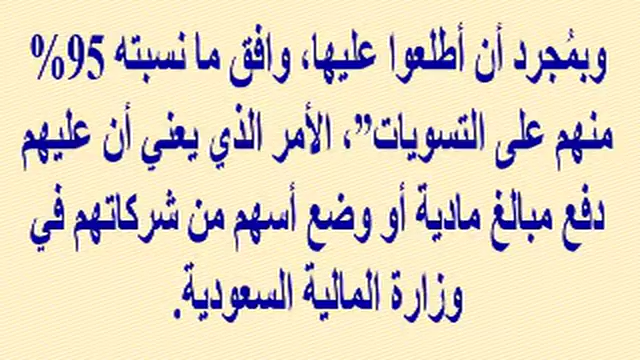 وبمُجرد أن أطلعوا عليها، وافق ما نسبته 95%
منهم على التسويات”، الأمر الذي يعني أن عليهم
دفع مبالغ مادية أو وضع أسهم من شركاتهم في
وزارة المالية السعودية.